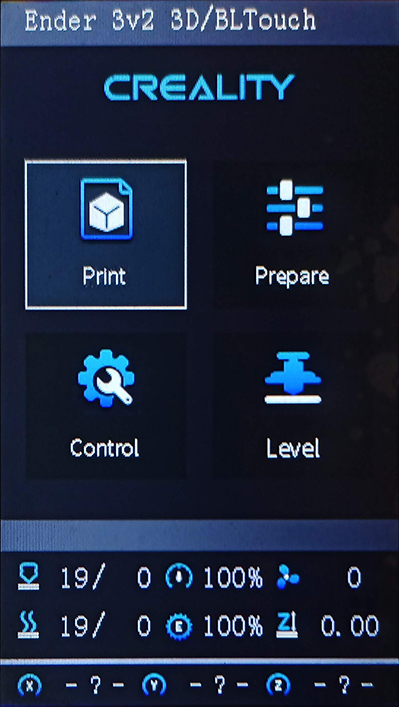 Ender 3v2 3D/BLTouch
CREALITY
Print Prepare
Control Level
19/ 0 100% 0
19/ 0 E 100% Z 0.00
X -?- Y -?- Z -?-